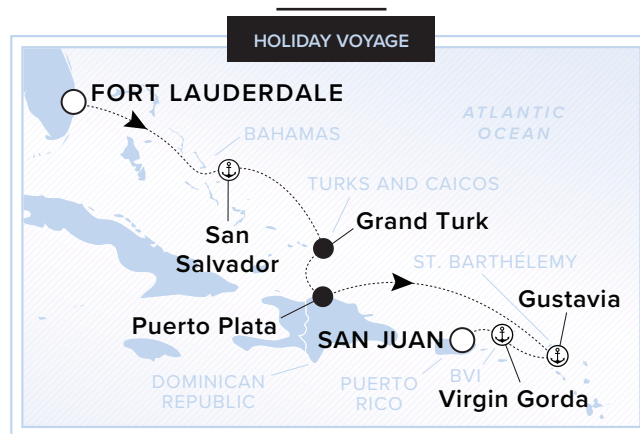 HOLIDAY VOYAGE
FORT LAUDERDALE
ATLANTIC
OCEAN
BAHAMAS
TURKS AND CAICOS
San
Salvador
Grand Turk
ST. BARTHÉLEMY
Gustavia
Puerto Plata
SAN JUAN
DOMINICAN
REPUBLIC
PUERTO
RICO
BVI
Virgin Gorda